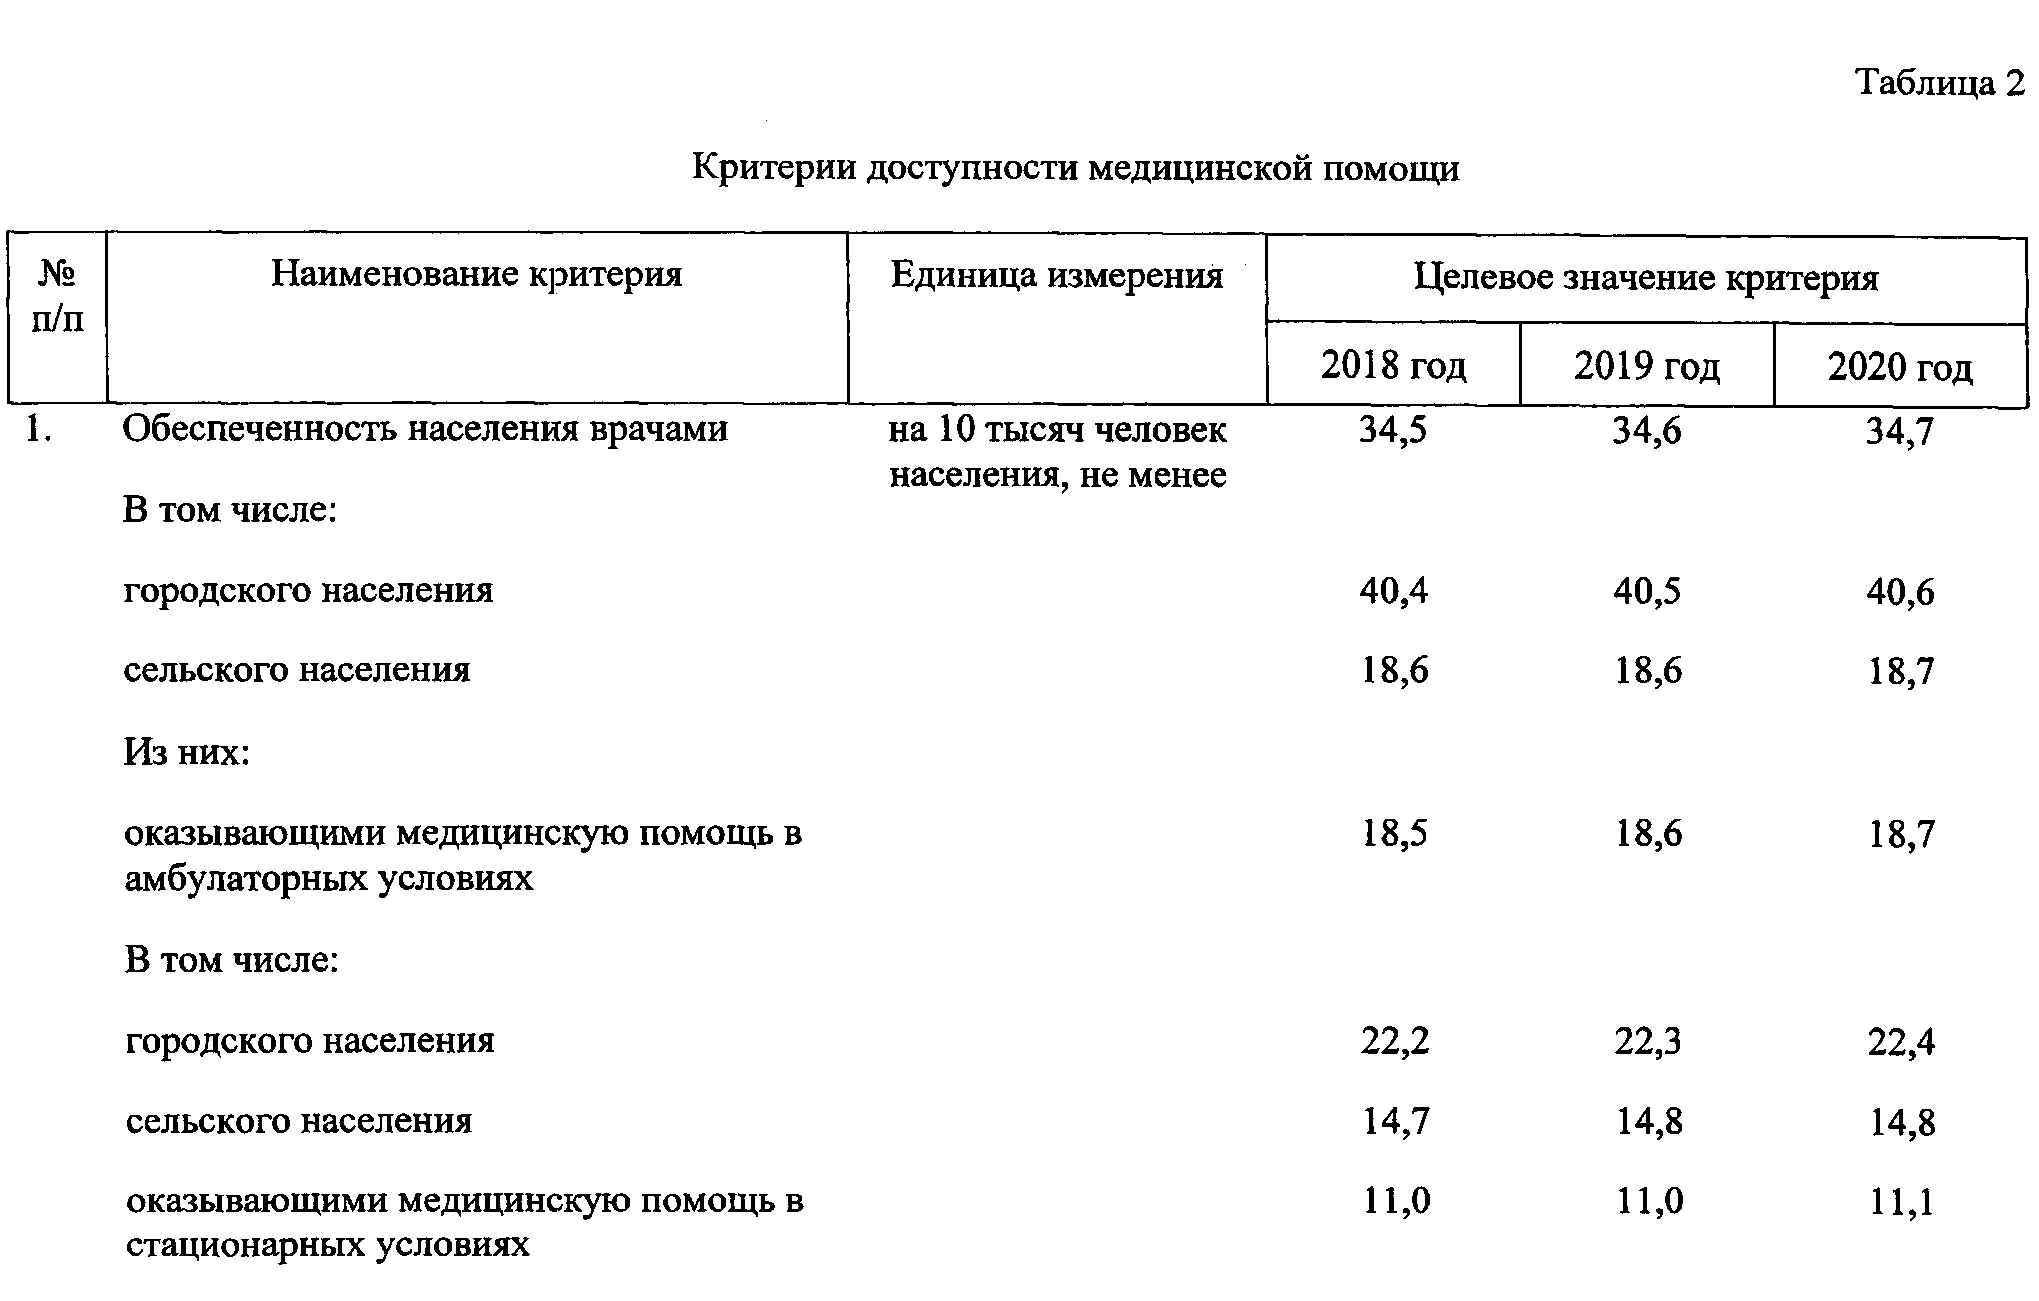 Таблица 2
Критерии доступности медицинской помощи
№ п/п
Наименование критерия
Единица измерения
Целевое значение критерия
2018 год 2019 год 2020 год
1. Обеспеченность населения врачами на 10 тысяч человек 34,5 34,6 34,7
населения, не менее
В том числе:
городского населения 40,4 40,5 40,6
сельского населения 18,6 18,6 18,7
Из них:
оказывающими медицинскую помощь в 18,5 18,6 18,7
амбулаторных условиях
В том числе:
городского населения 22,2 22,3 22,4
сельского населения 14,7 14,8 14,8
оказывающими медицинскую помощь в 11,0 11,0 11,1
стационарных условиях